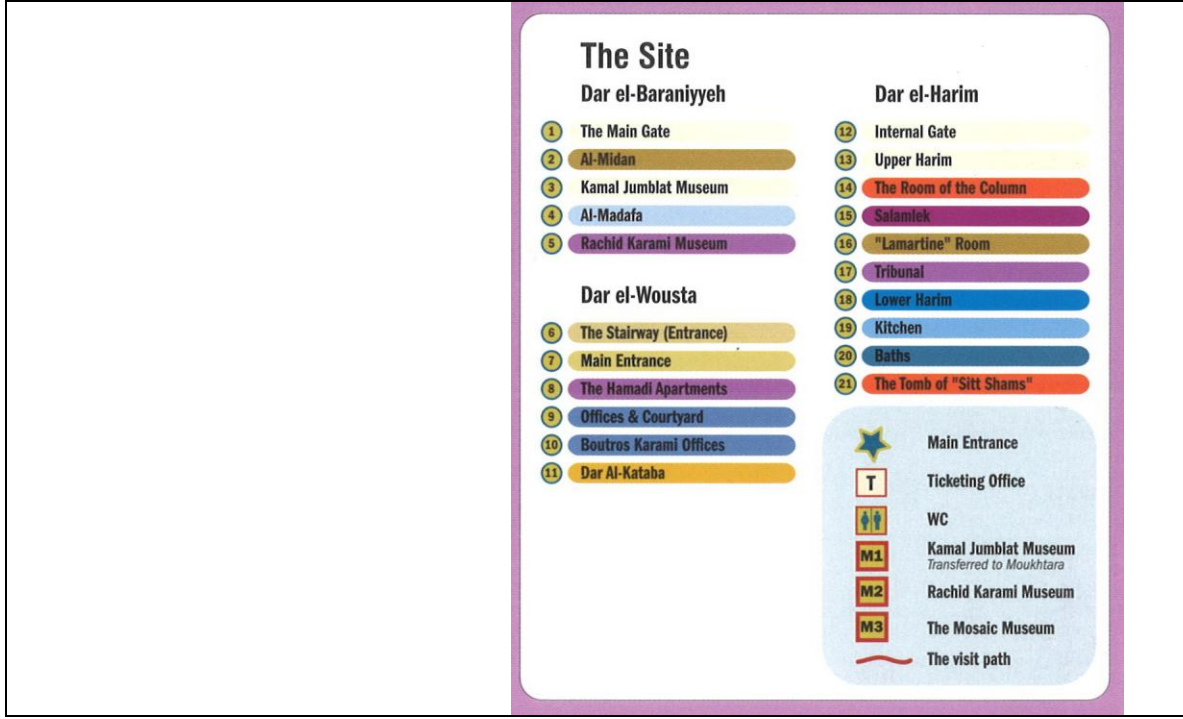 The Site
Dar el-Baraniyyeh
1 The Main Gate
2 Al-Midan
3 Kamal Jumblat Museum
4 Al-Madafa
5 Rachid Karami Museum
Dar el-Wousta
6 The Stairway (Entrance)
7 Main Entrance
8 The Hamadi Apartments
9 Offices & Courtyard
10 Boutros Karami Offices
11 Dar Al-Kataba
Dar el-Harim
12 Internal Gate
13 Upper Harim
14 The Room of the Column
15 Salamlek
16 "Lamartine" Room
17 Tribunal
18 Lower Harim
19 Kitchen
20 Baths
21 The Tomb of "Sitt Shams"
Main Entrance
T Ticketing Office
WC
M1 Kamal Jumblat Museum
Transferred to Moukhtara
M2 Rachid Karami Museum
M3 The Mosaic Museum
The visit path